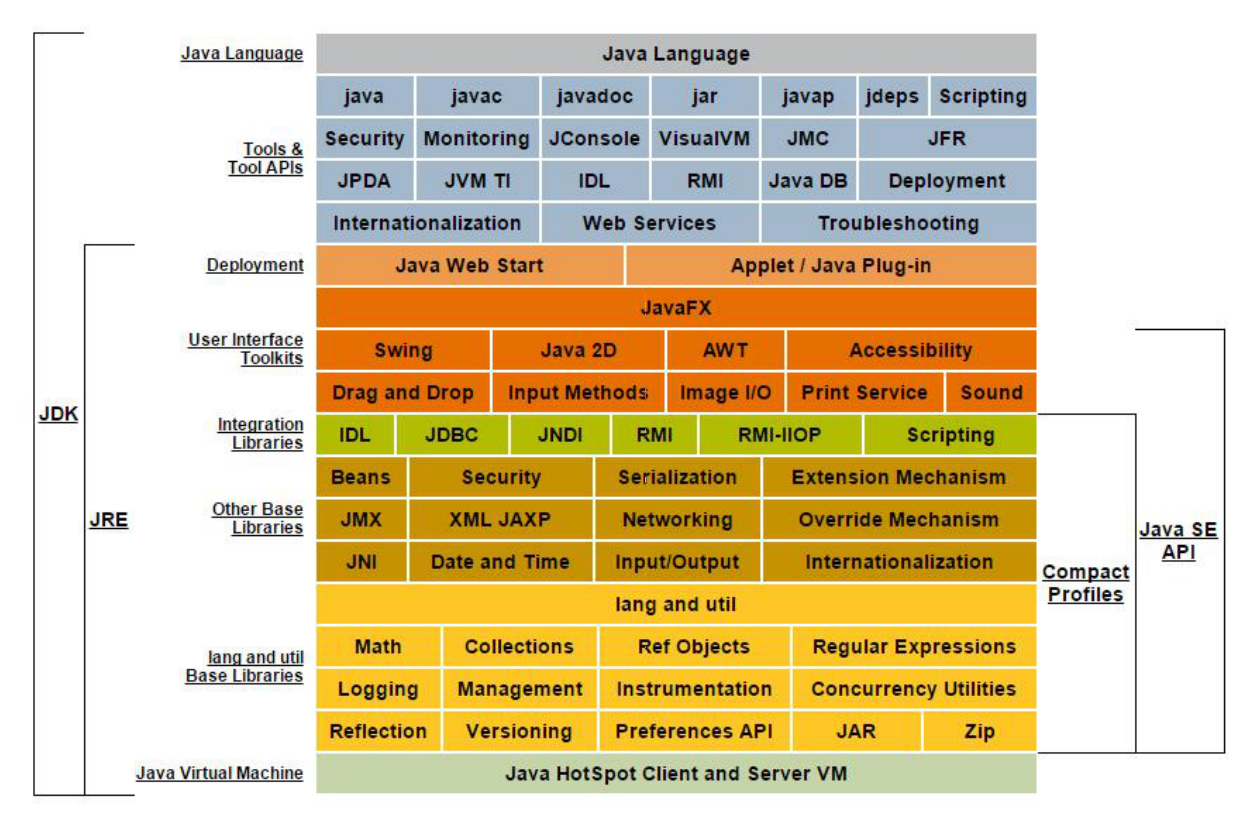 Java Language
Java Language
java javac javadoc jar javap jdeps Scripting
Tools &
Tool APIs
Security Monitoring JConsole VisualVM JMC JFR
JPDA JVM TI IDL RMI Java DB Deployment
Internationalization Web Services Troubleshooting
Deployment
Java Web Start Applet / Java Plug-in
JavaFX
User Interface
Toolkits
Swing Java 2D AWT Accessibility
Drag and Drop Input Methods Image I/O Print Service Sound
JDK
Integration
Libraries
IDL JDBC JNDI RMI RMI-IIOP Scripting
Beans Security Serialization Extension Mechanism
JRE
Other Base
Libraries
JMX XML JAXP Networking Override Mechanism
Java SE
API
JNI Date and Time Input/Output Internationalization
Compact
Profiles
lang and util
lang and util
Base Libraries
Math Collections Ref Objects Regular Expressions
Logging Management Instrumentation Concurrency Utilities
Reflection Versioning Preferences API JAR Zip
Java Virtual Machine
Java HotSpot Client and Server VM